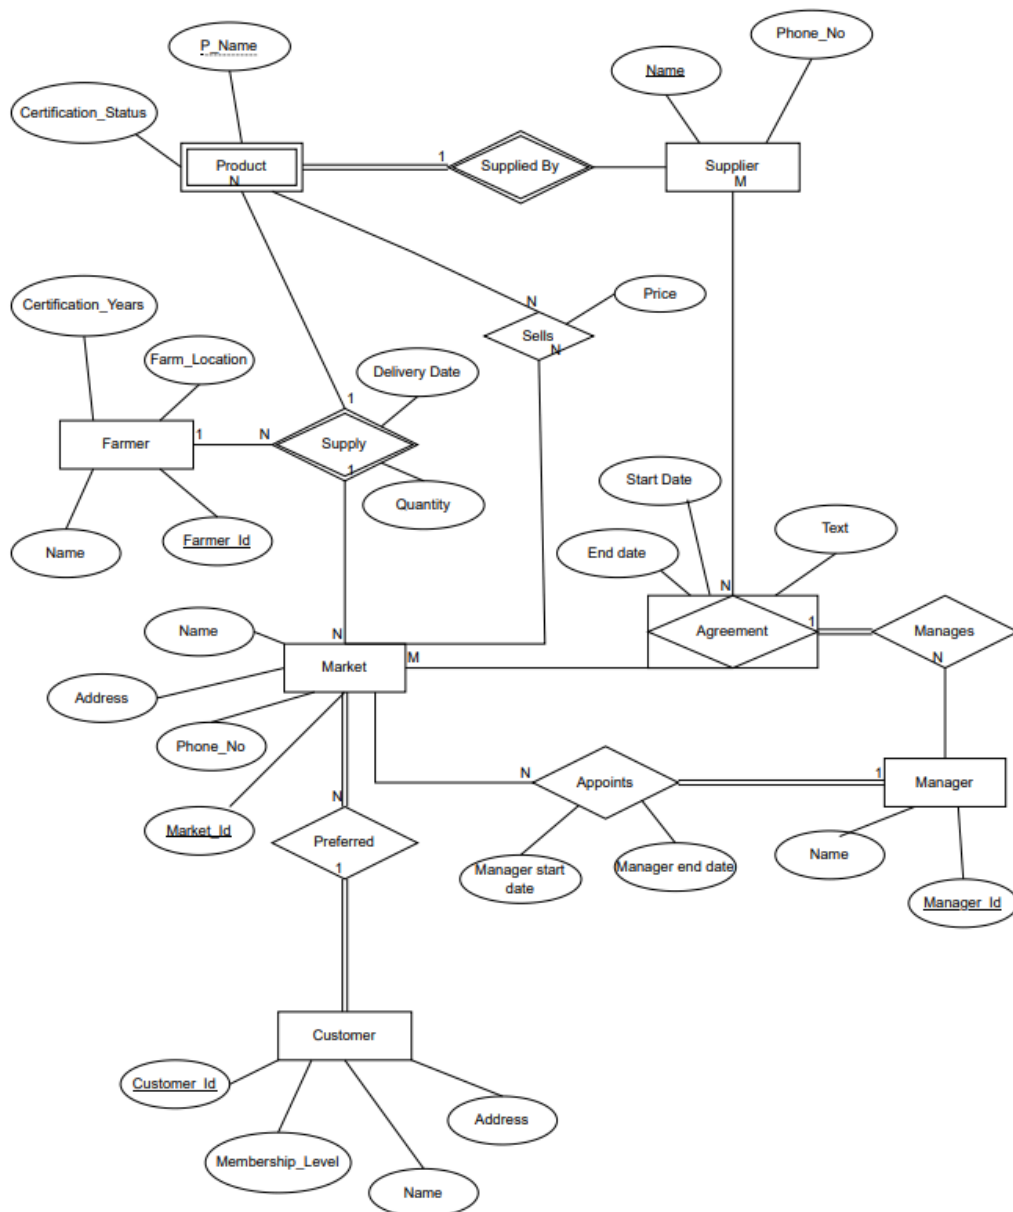 P_Name
Phone_No
Name
Certification_Status
1
Product
N
Supplied By
Supplier
M
Certification_Years
Price
N
Sells
N
Farm_Location
Delivery Date
1
Farmer
1
N
Supply
1
Start Date
Quantity
Text
Name
Farmer_Id
End date
N
Name
N
Agreement
1
Manages
N
Market
M
Address
Phone_No
N
Appoints
1
Manager
N
Market_Id
Preferred
1
Manager start
date
Manager end date
Name
Manager_Id
Customer
Customer_Id
Address
Membership_Level
Name